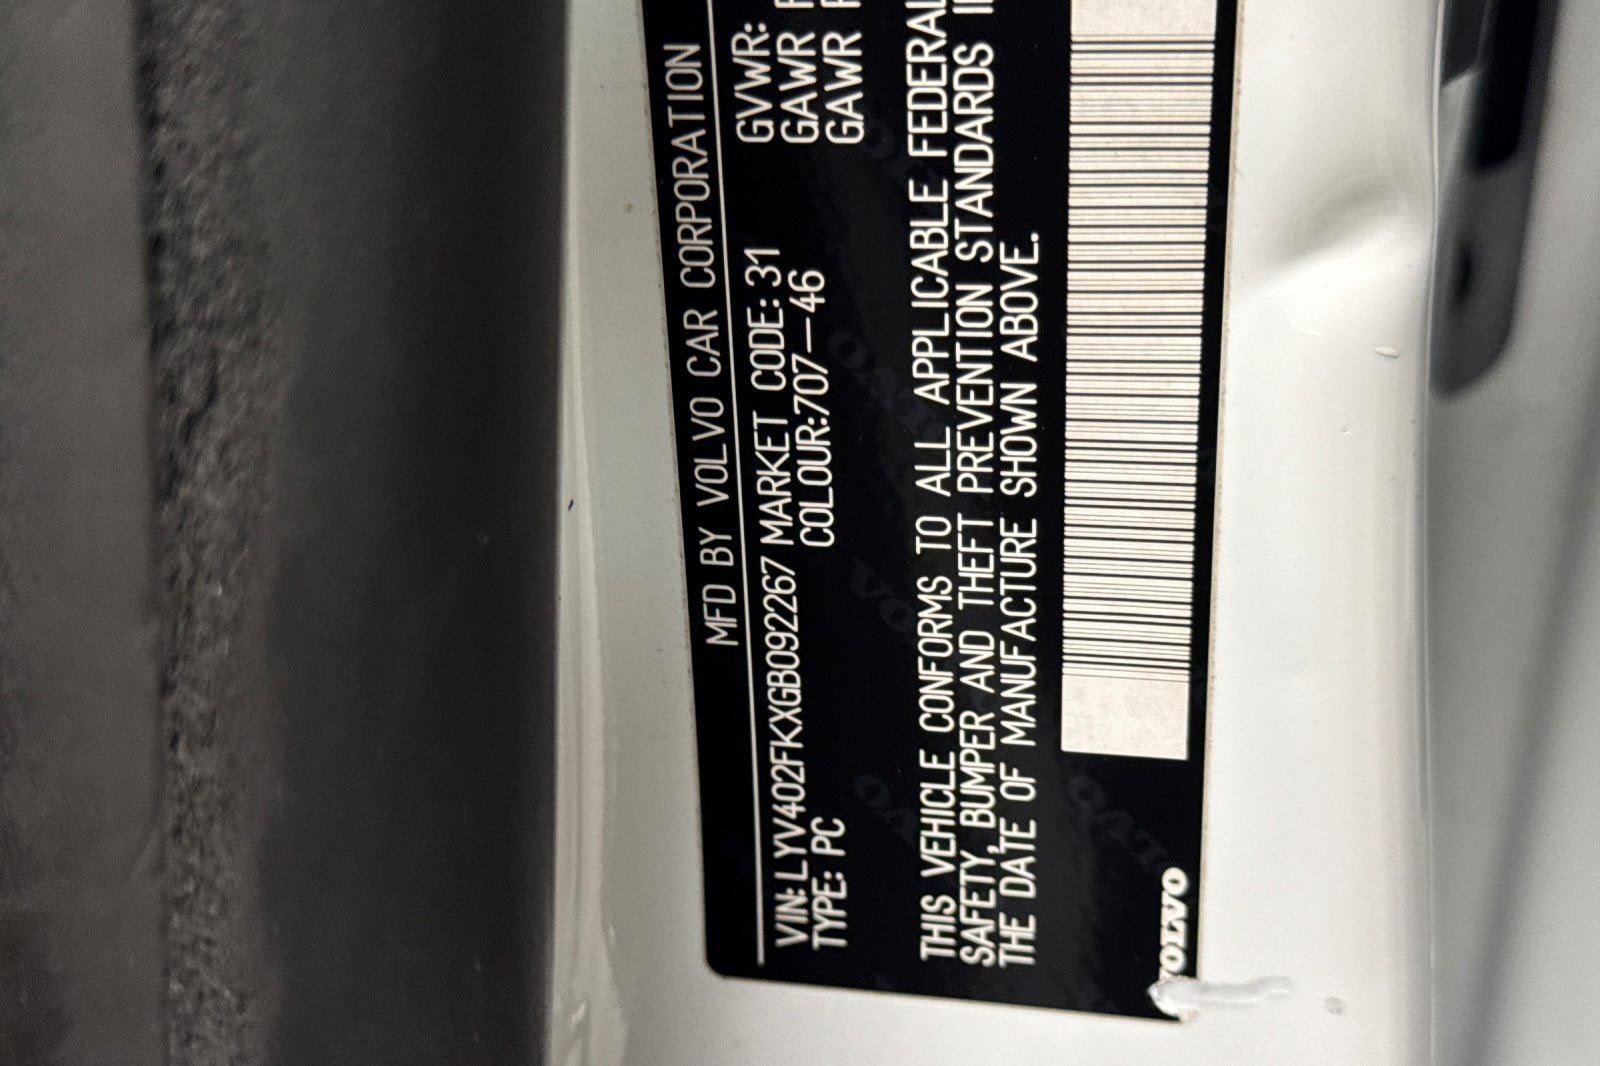 MFD BY VOLVO CAR CORPORATION
VIN: LYV402FKXGB092267 MARKET CODE: 31 GVWR:
TYPE: PC COLOUR:707-46 GAWR
GAWR
THIS VEHICLE CONFORMS TO ALL APPLICABLE FEDERAL
SAFETY, BUMPER AND THEFT PREVENTION STANDARDS
THE DATE OF MANUFACTURE SHOWN ABOVE.
VOLVO